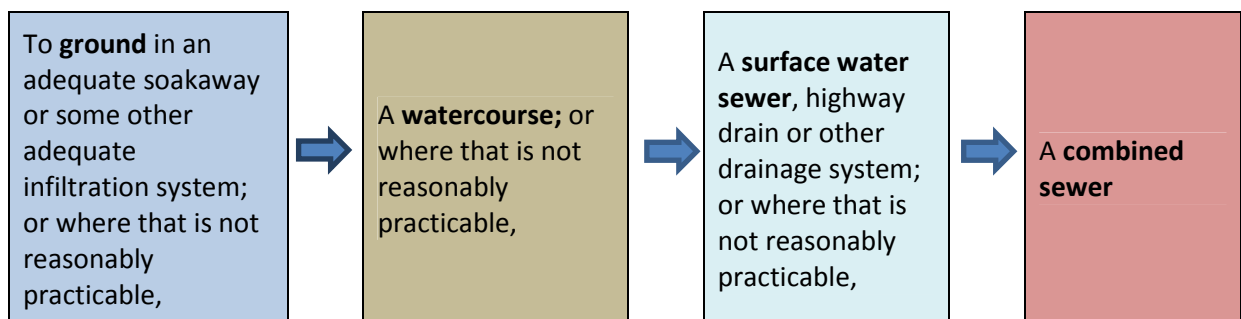 To ground in an
adequate soakaway
or some other
adequate
infiltration system;
or where that is not
reasonably
practicable,
A watercourse; or
where that is not
reasonably
practicable,
A surface water
sewer, highway
drain or other
drainage system;
or where that is
not reasonably
practicable,
A combined
sewer